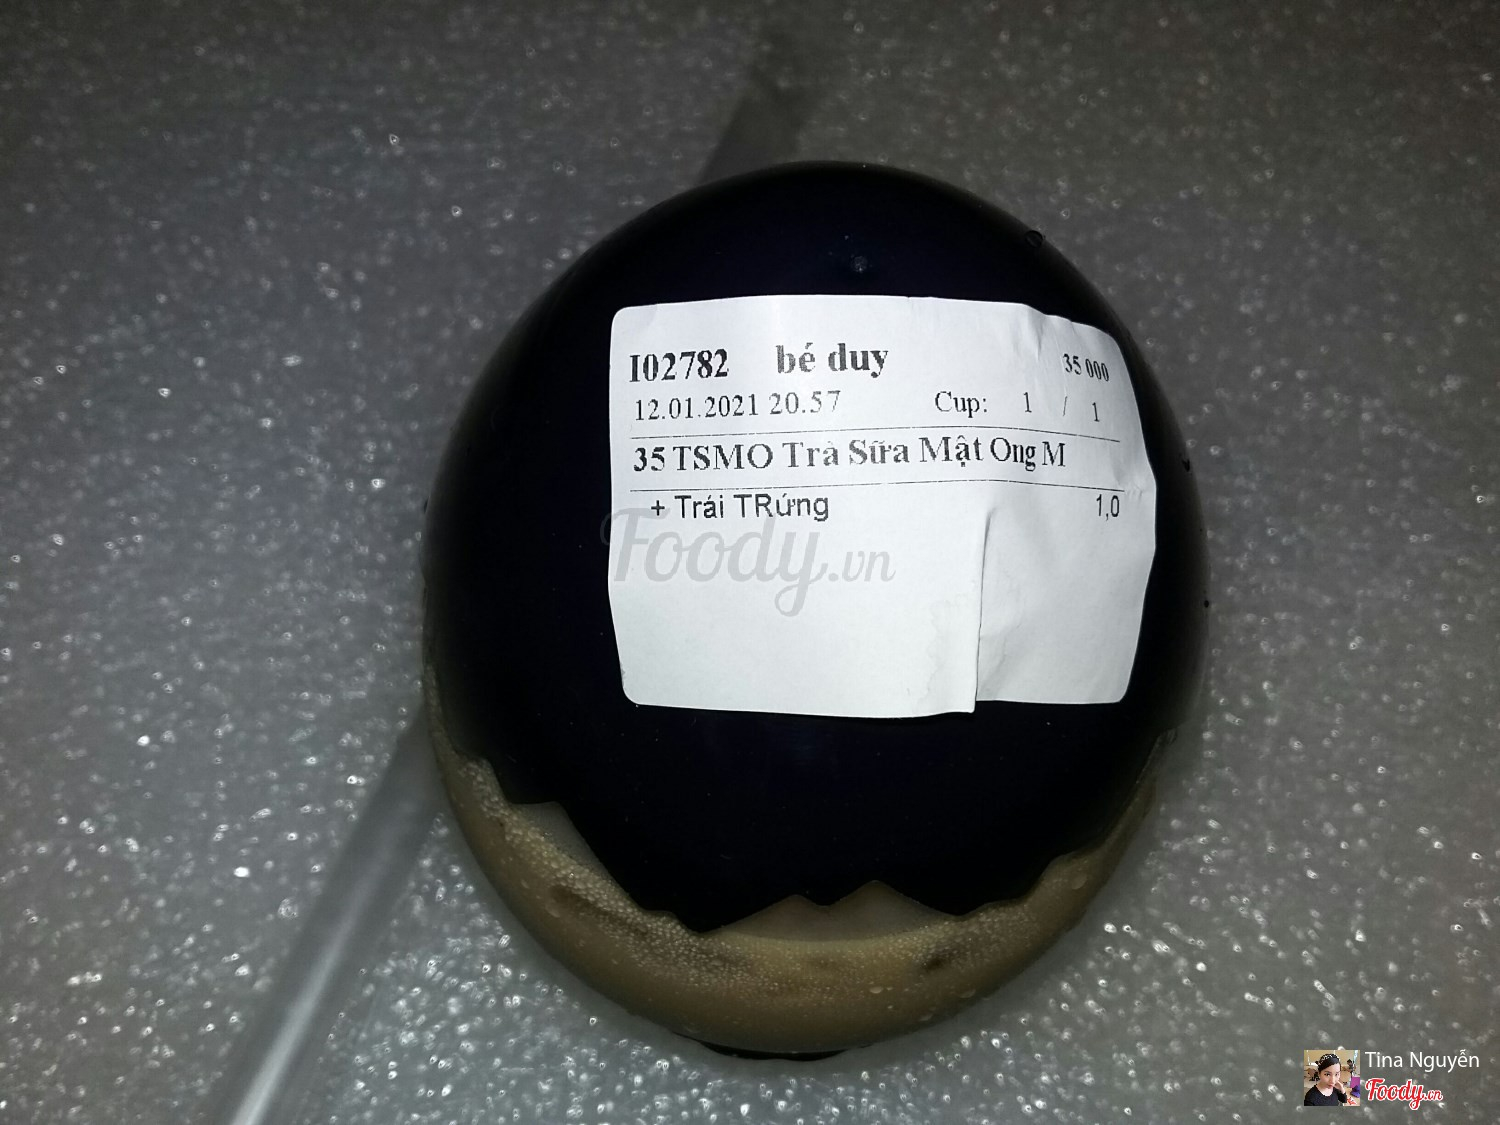 I02782 bé duy 35 000
12.01.2021 20.57 Cup: 1 / 1
35 TSMO Trà Sữa Mật Ong M
+ Trái TRứng 1,0
Foody.vn
Tina Nguyễn
Foody.vn